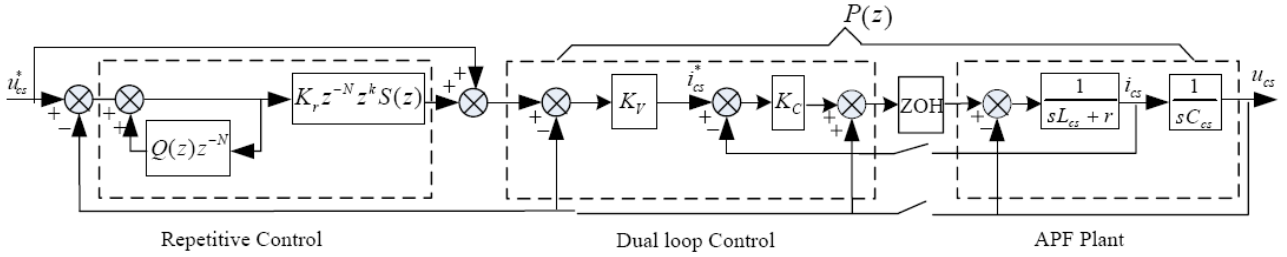 P(z)
u*cs
+
−
+
+
Q(z)z^{-N}
K_r z^{-N} z^k S(z)
+
+
+
−
K_V
i*cs
+
−
K_C
+
+
ZOH
+
−
1
sL_cs + r
i_cs
1
sC_cs
u_cs
Repetitive Control
Dual loop Control
APF Plant